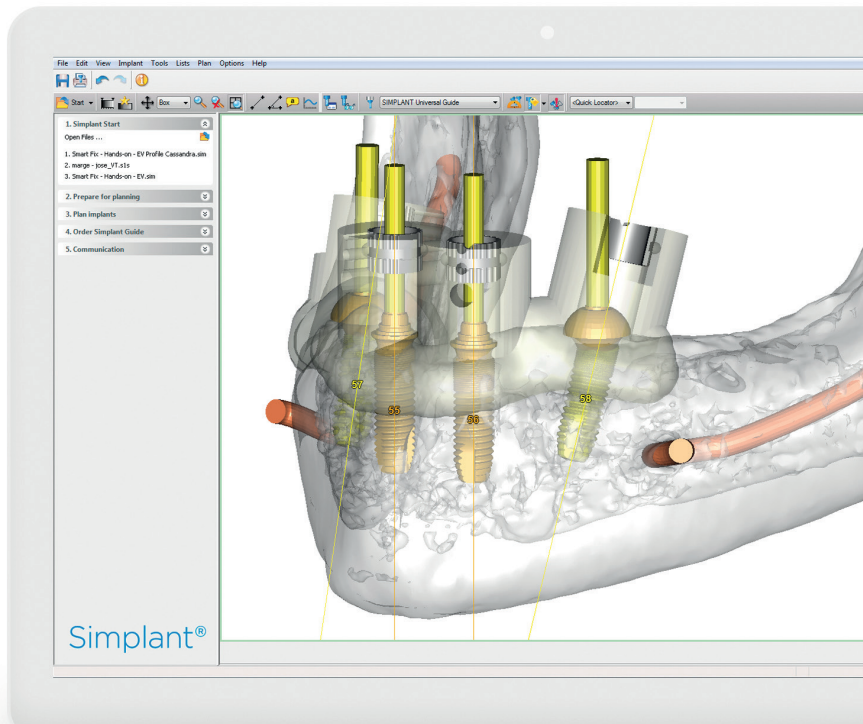 File Edit View Implant Tools Lists Plan Options Help
Start Box SIMPLANT Universal Guide <Quick Locator>
1. Simplant Start
Open Files ...
1. Smart Fix - Hands-on - EV Profile Cassandra.sim
2. marge - jose_VT.s1s
3. Smart Fix - Hands-on - EV.sim
2. Prepare for planning
3. Plan implants
4. Order Simplant Guide
5. Communication
57
55
56
58
Simplant®